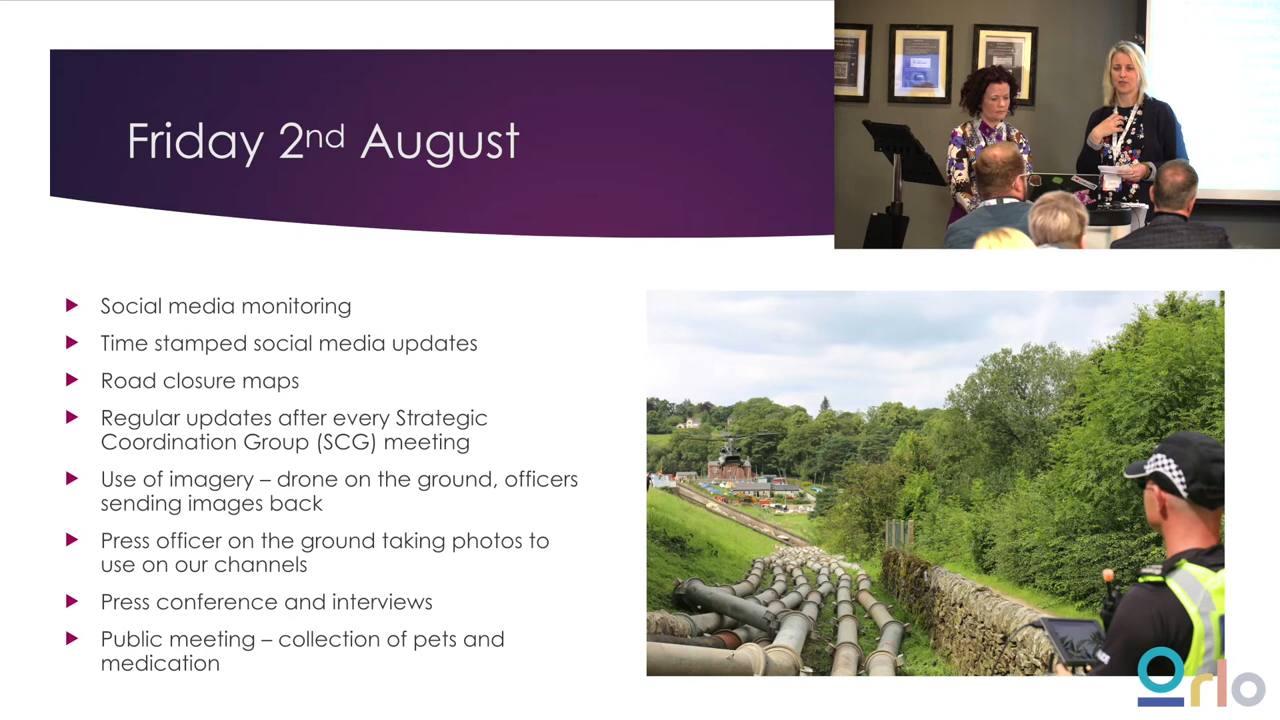 Friday 2nd August
Social media monitoring
Time stamped social media updates
Road closure maps
Regular updates after every Strategic
Coordination Group (SCG) meeting
Use of imagery – drone on the ground, officers
sending images back
Press officer on the ground taking photos to
use on our channels
Press conference and interviews
Public meeting – collection of pets and
medication
orlo